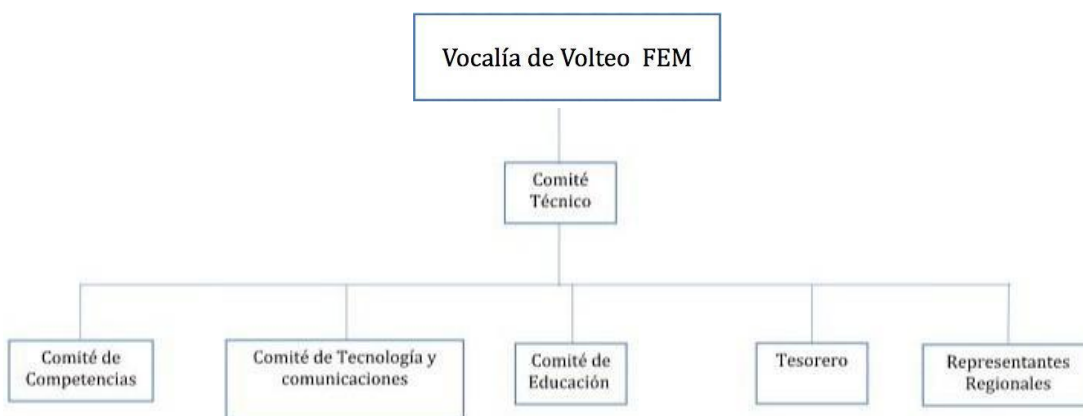 Vocalía de Volteo FEM
Comité
Técnico
Comité de
Competencias
Comité de Tecnología y
comunicaciones
Comité de
Educación
Tesorero
Representantes
Regionales